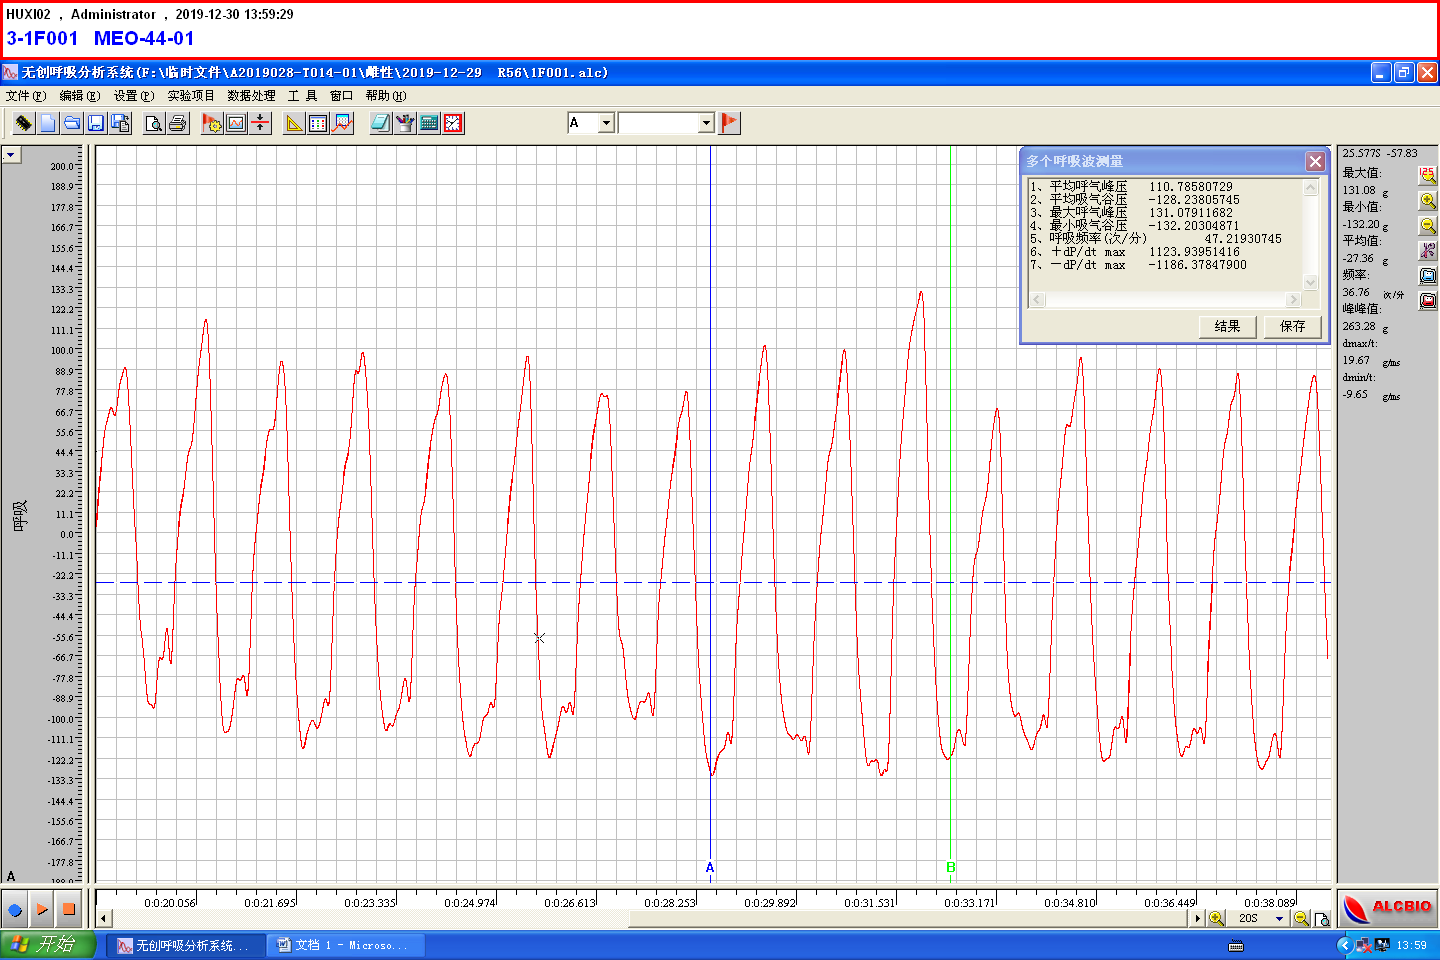 HUXI02 , Administrator , 2019-12-30 13:59:29
3-1F001 MEO-44-01
无创呼吸分析系统(F:\临时文件\A2019028-T014-01\雌性\2019-12-29 R56\1F001.alc)
文件(F) 编辑(E) 设置(P) 实验项目 数据处理 工具 窗口 帮助(H)
A
200.0
188.9
177.8
166.7
155.6
144.4
133.3
122.2
111.1
100.0
88.9
77.8
66.7
55.6
44.4
33.3
22.2
11.1
0.0
-11.1
-22.2
-33.3
-44.4
-55.6
-66.7
-77.8
-88.9
-100.0
-111.1
-122.2
-133.3
-144.4
-155.6
-166.7
-177.8
-188.9
呼吸
A
多个呼吸波测量
1、平均呼气峰压 110.78580729
2、平均吸气谷压 -128.23805745
3、最大呼气峰压 131.07911682
4、最小吸气谷压 -132.20304871
5、呼吸频率(次/分) 47.21930745
6、＋dP/dt max 1123.93951416
7、－dP/dt max -1186.37847900
结果 保存
A B
25.577S -57.83
最大值:
131.08 g
最小值:
-132.20 g
平均值:
-27.36 g
频率:
36.76 次/分
峰峰值:
263.28 g
dmax/t:
19.67 g/ms
dmin/t:
-9.65 g/ms
125
0:0:20.056 0:0:21.695 0:0:23.335 0:0:24.974 0:0:26.613 0:0:28.253 0:0:29.892 0:0:31.531 0:0:33.171 0:0:34.810 0:0:36.449 0:0:38.089
20S
ALCBIO
开始 无创呼吸分析系统... 文档 1 - Microso... 13:59